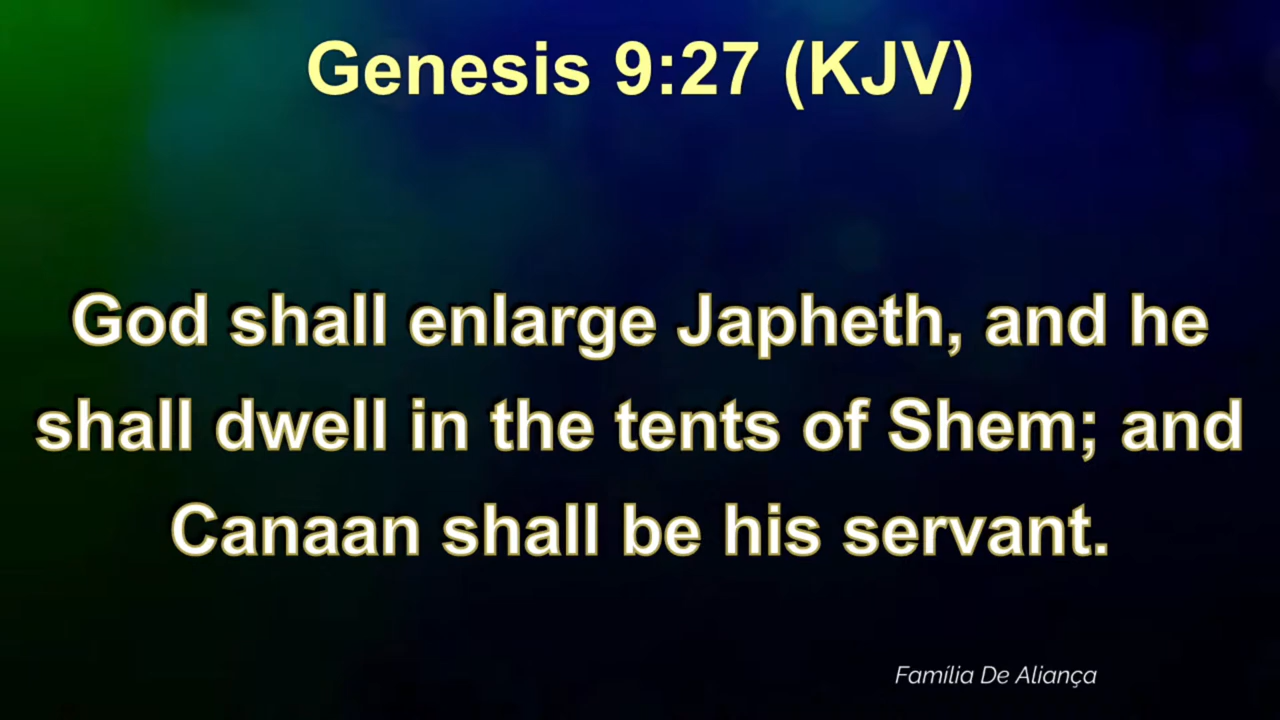 Genesis 9:27 (KJV)
God shall enlarge Japheth, and he
shall dwell in the tents of Shem; and
Canaan shall be his servant.
Família De Aliança